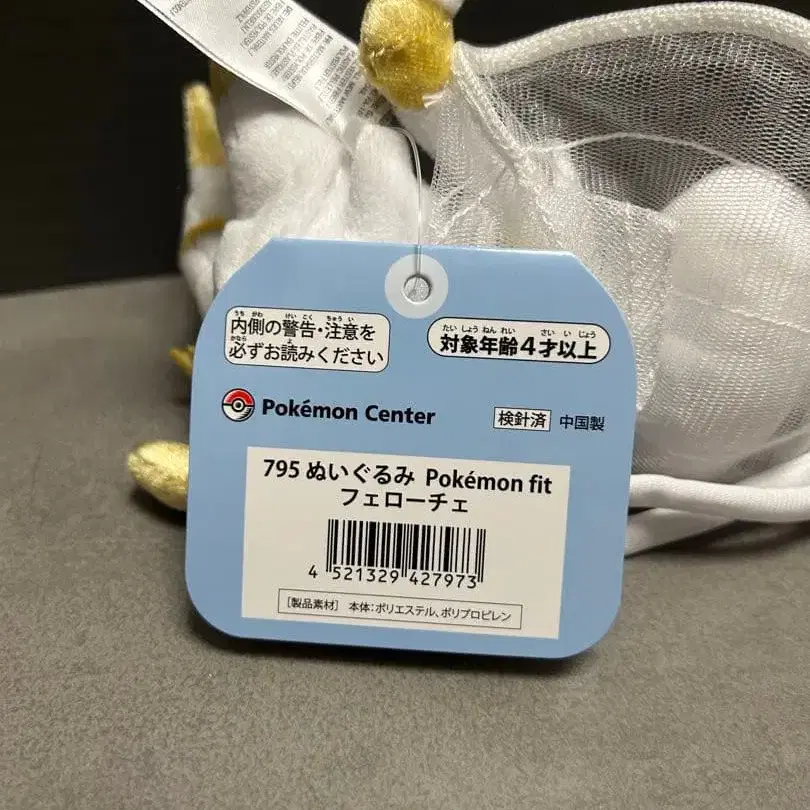 内側の警告・注意を
必ずお読みください
対象年齢4才以上
Pokémon Center
検針済 中国製
795 ぬいぐるみ Pokémon fit
フェローチェ
4 521329 427973
［製品素材］ 本体：ポリエステル、ポリプロピレン